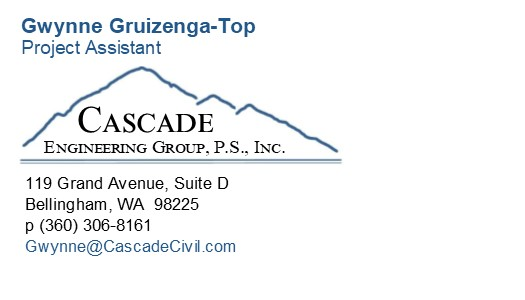 Gwynne Gruizenga-Top
Project Assistant
CASCADE
ENGINEERING GROUP, P.S., INC.
119 Grand Avenue, Suite D
Bellingham, WA  98225
p (360) 306-8161
Gwynne@CascadeCivil.com